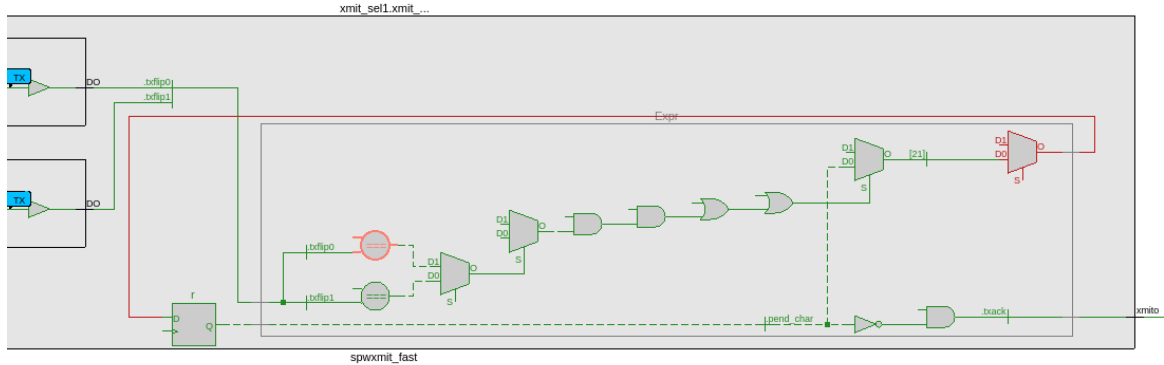 xmit_sel1.xmit_...
TX
DO
.txflip0
.txflip1
Expr
TX
DO
D1
D0
O
S
[21]
D1
D0
O
S
D1
D0
O
S
.txflip0
===
D1
D0
O
S
.txflip1
===
r
D
Q
.pend_char
.txack
xmito
spwxmit_fast